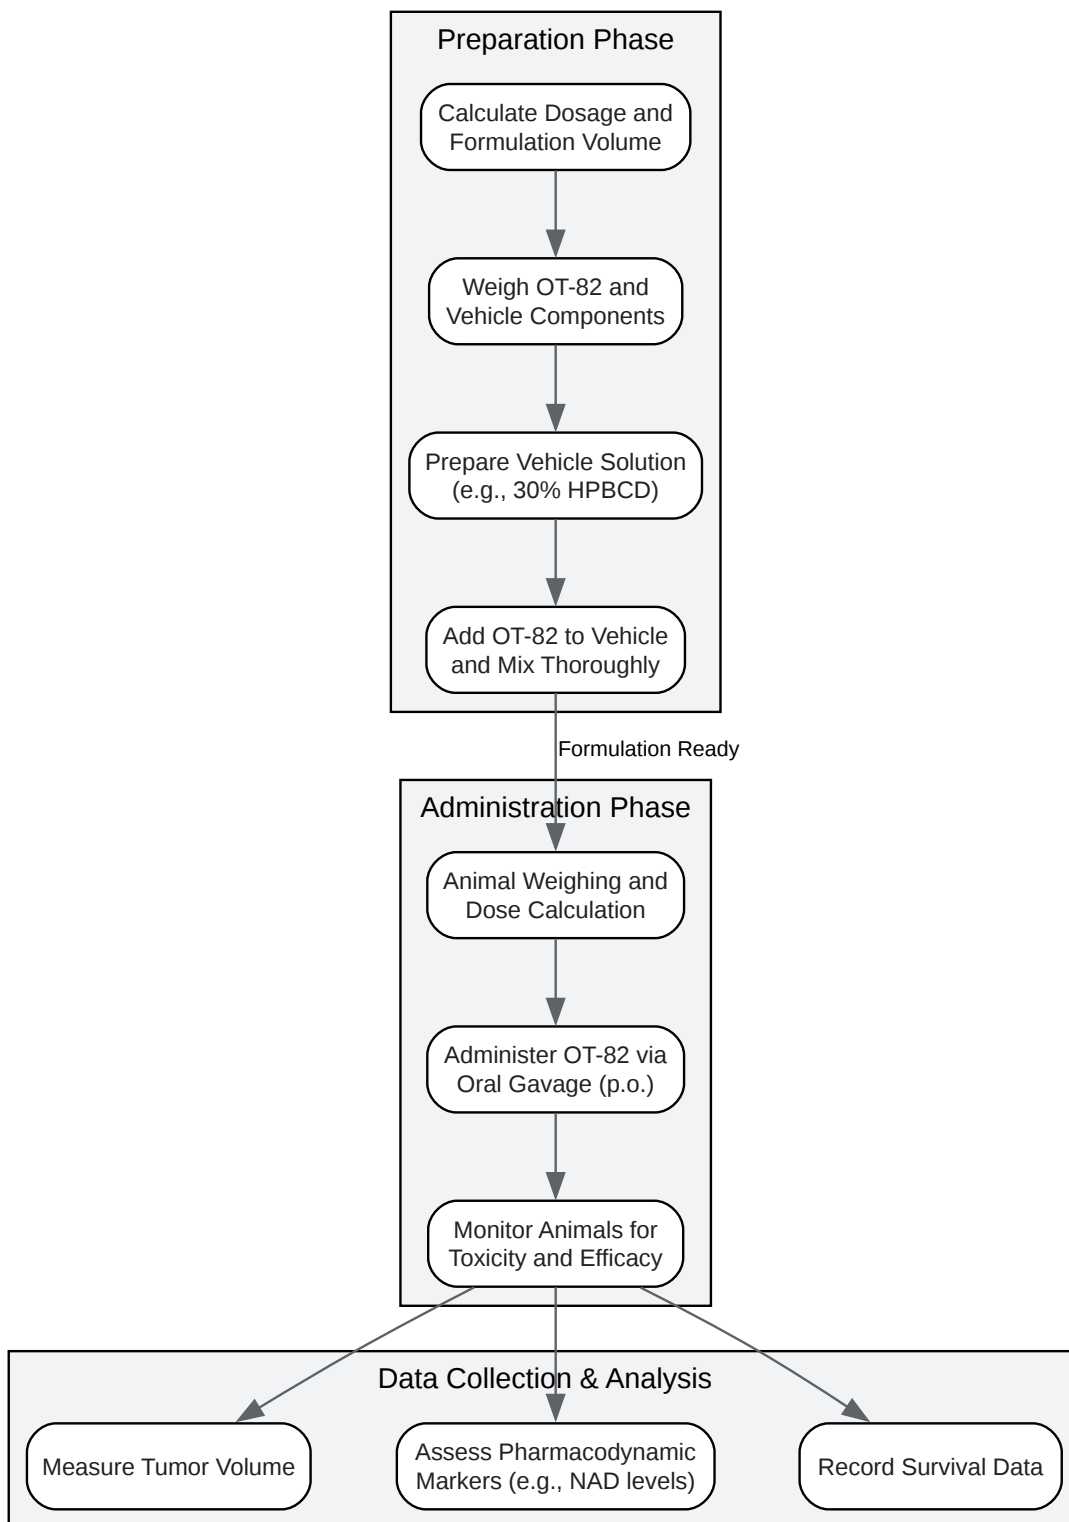 Preparation Phase
Calculate Dosage and
Formulation Volume
Weigh OT-82 and
Vehicle Components
Prepare Vehicle Solution
(e.g., 30% HPBCD)
Add OT-82 to Vehicle
and Mix Thoroughly
Formulation Ready
Administration Phase
Animal Weighing and
Dose Calculation
Administer OT-82 via
Oral Gavage (p.o.)
Monitor Animals for
Toxicity and Efficacy
Data Collection & Analysis
Measure Tumor Volume
Assess Pharmacodynamic
Markers (e.g., NAD levels)
Record Survival Data